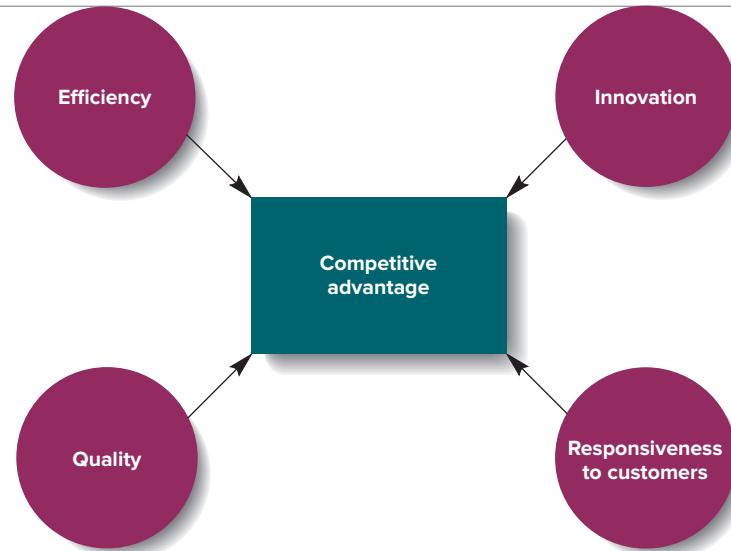 Efficiency
Innovation
Competitive
advantage
Quality
Responsiveness
to customers